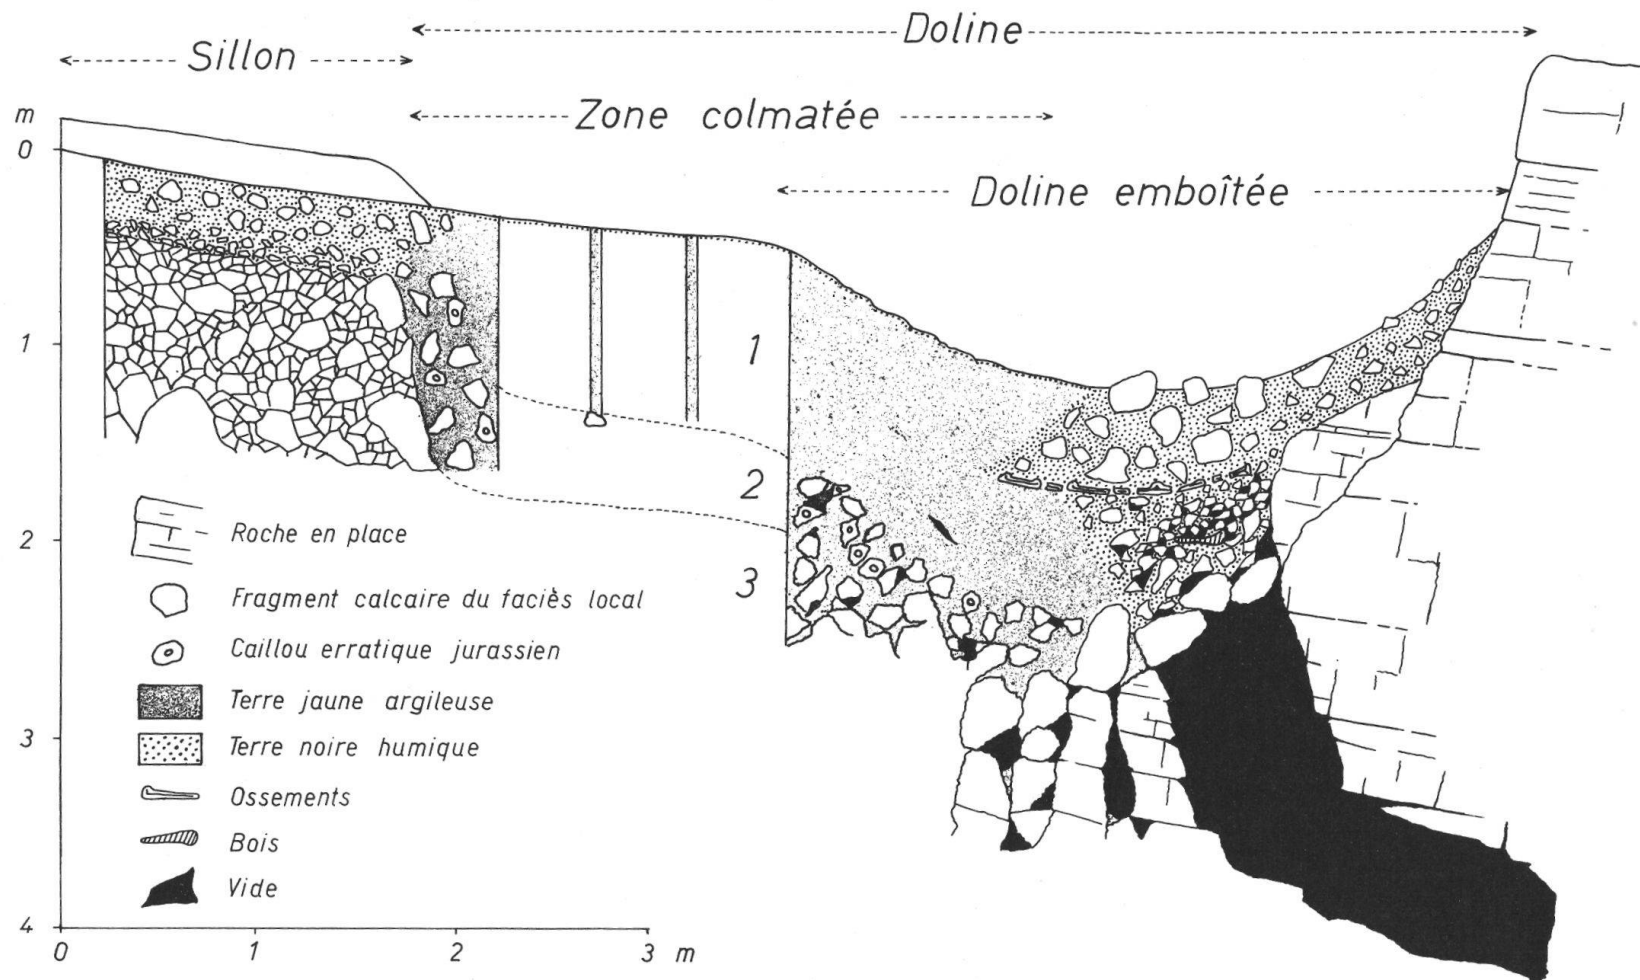 Doline
Sillon
Zone colmatée
Doline emboîtée
m
0
1
2
3
4
1
2
3
Roche en place
Fragment calcaire du faciès local
Caillou erratique jurassien
Terre jaune argileuse
Terre noire humique
Ossements
Bois
Vide
0 1 2 3 m